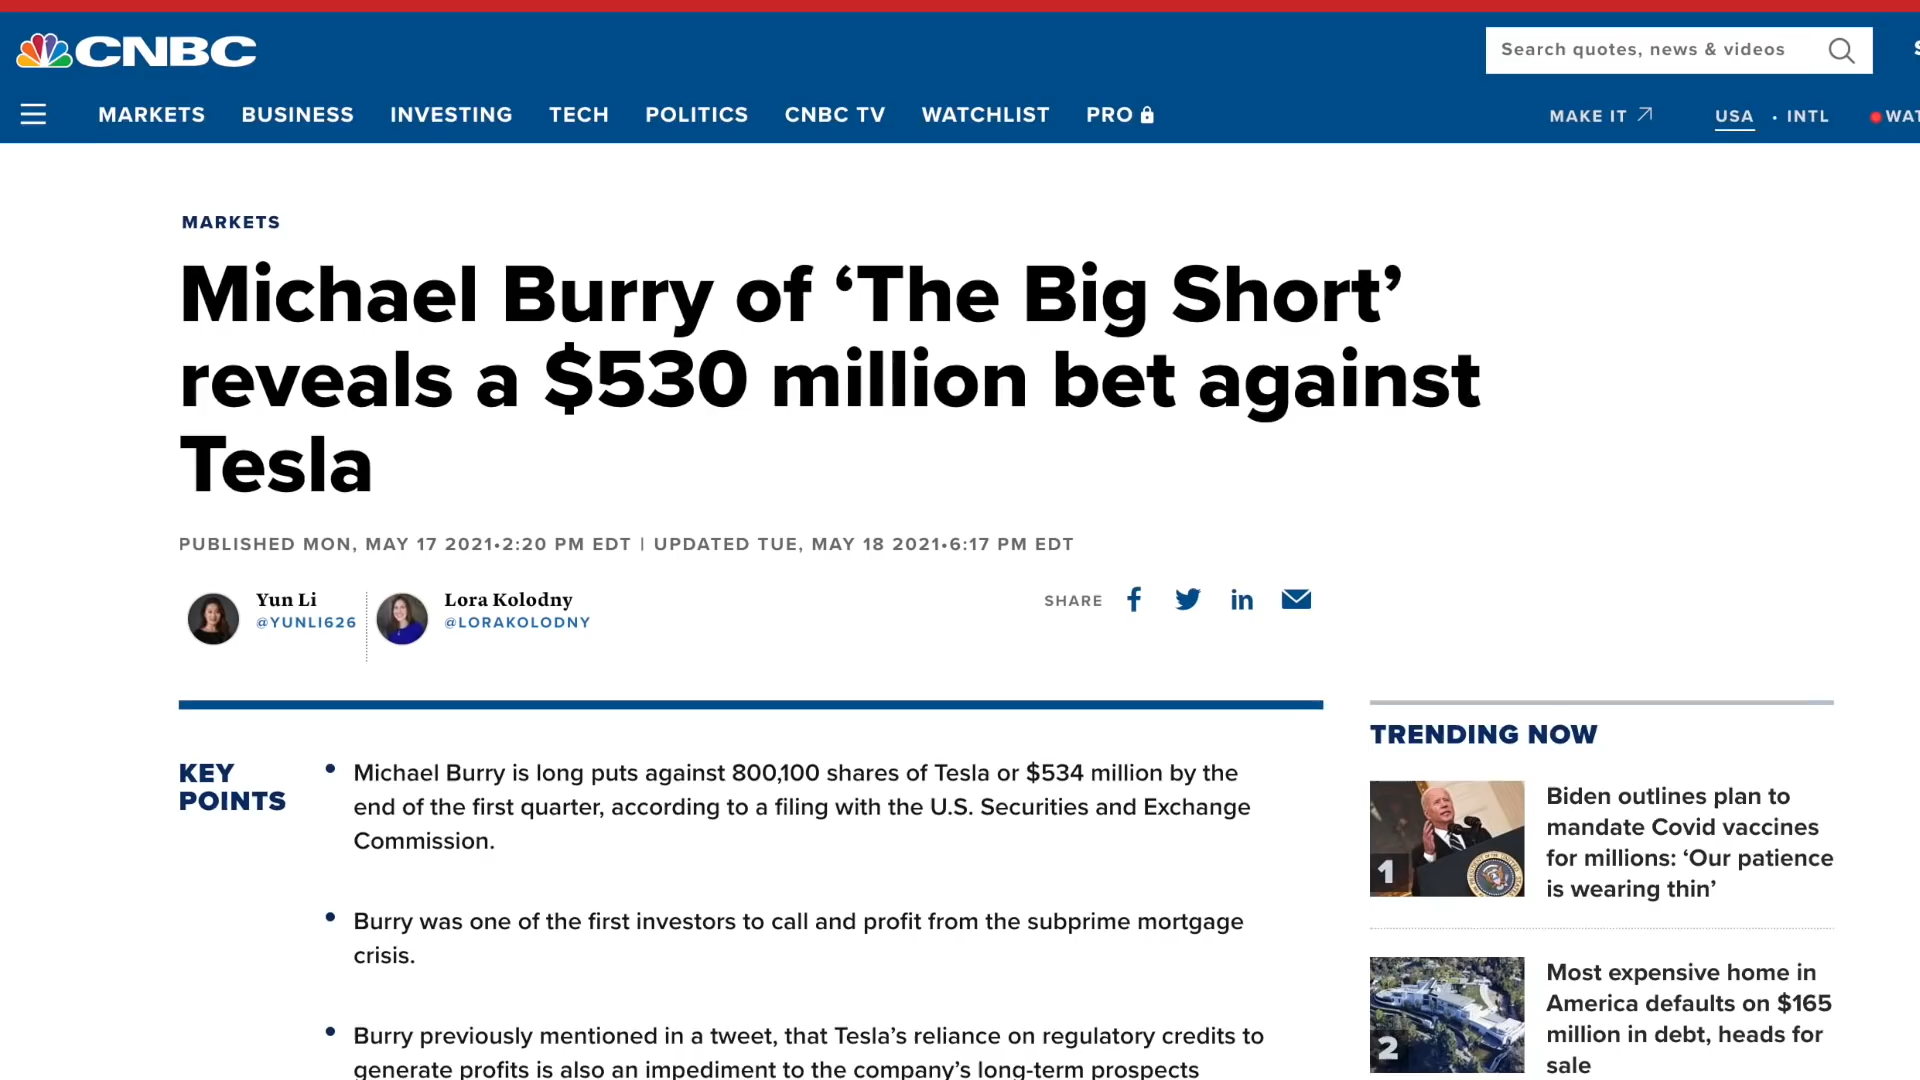 CNBC
Search quotes, news & videos
MARKETS BUSINESS INVESTING TECH POLITICS CNBC TV WATCHLIST PRO
MAKE IT USA • INTL
MARKETS
Michael Burry of ‘The Big Short’
reveals a $530 million bet against
Tesla
PUBLISHED MON, MAY 17 2021•2:20 PM EDT | UPDATED TUE, MAY 18 2021•6:17 PM EDT
Yun Li
@YUNLI626
Lora Kolodny
@LORAKOLODNY
SHARE
KEY
POINTS
• Michael Burry is long puts against 800,100 shares of Tesla or $534 million by the
end of the first quarter, according to a filing with the U.S. Securities and Exchange
Commission.
• Burry was one of the first investors to call and profit from the subprime mortgage
crisis.
• Burry previously mentioned in a tweet, that Tesla’s reliance on regulatory credits to
generate profits is also an impediment to the company’s long-term prospects
TRENDING NOW
1
Biden outlines plan to
mandate Covid vaccines
for millions: ‘Our patience
is wearing thin’
2
Most expensive home in
America defaults on $165
million in debt, heads for
sale